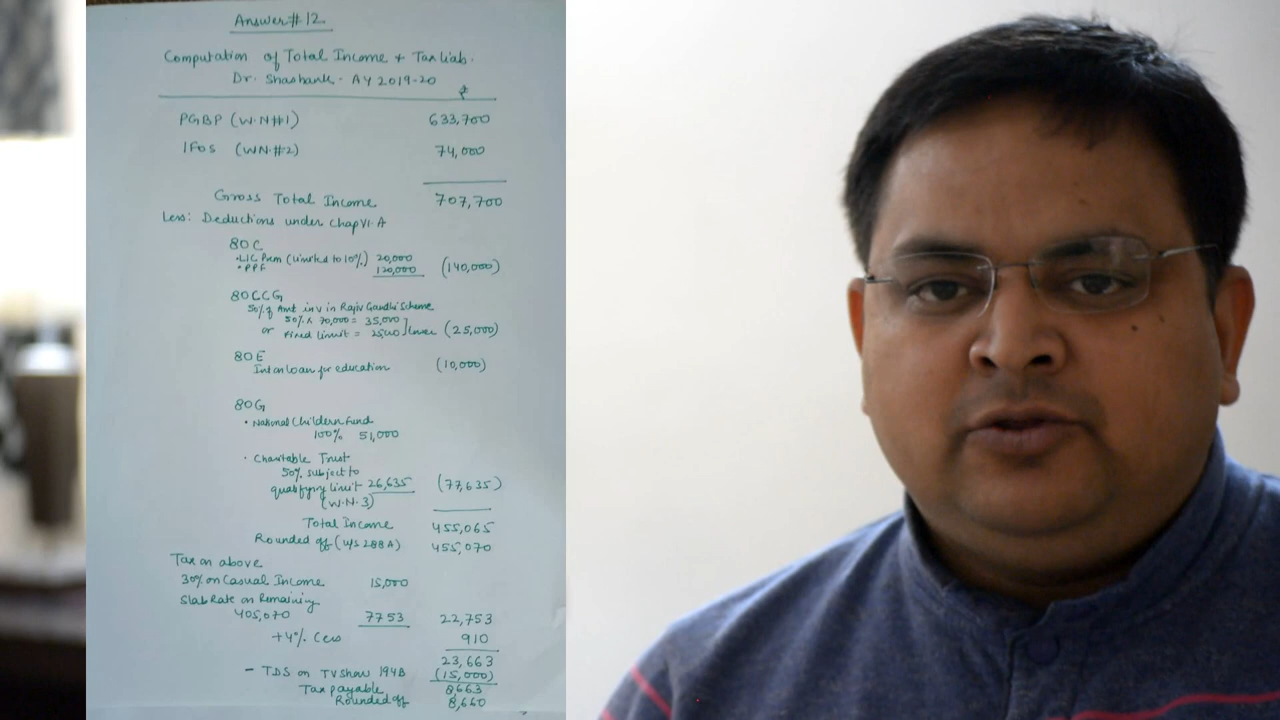 Answer # 12
Computation of Total Income + Tax liab.
Dr. Shashank - AY 2019-20
₹
PGBP (W.N#1) 633,700
IFOS (WN.#2) 74,000
Gross Total Income 707,700
Less: Deductions under Chap VI-A
80C
• LIC Prem (limited to 10%) 20,000
• PPF 120,000 (140,000)
80CCG
50% of Amt inv in Rajiv Gandhi Scheme
50% x 70,000 = 35,000
or Fixed limit = 25000 ] lower (25,000)
80E
Int on loan for education (10,000)
80G
• National Childern Fund
100% 51,000
• Charitable Trust
50% subject to
qualifying limit 26,635 (77,635)
(W.N.3)
Total Income 455,065
Rounded off (u/s 288A) 455,070
Tax on above
30% on Casual Income 15,000
Slab Rate on Remaining
405,070 7753 22,753
+4% Cess 910
23,663
- TDS on TV Show 194B (15,000)
Tax payable 8663
Rounded off 8,660